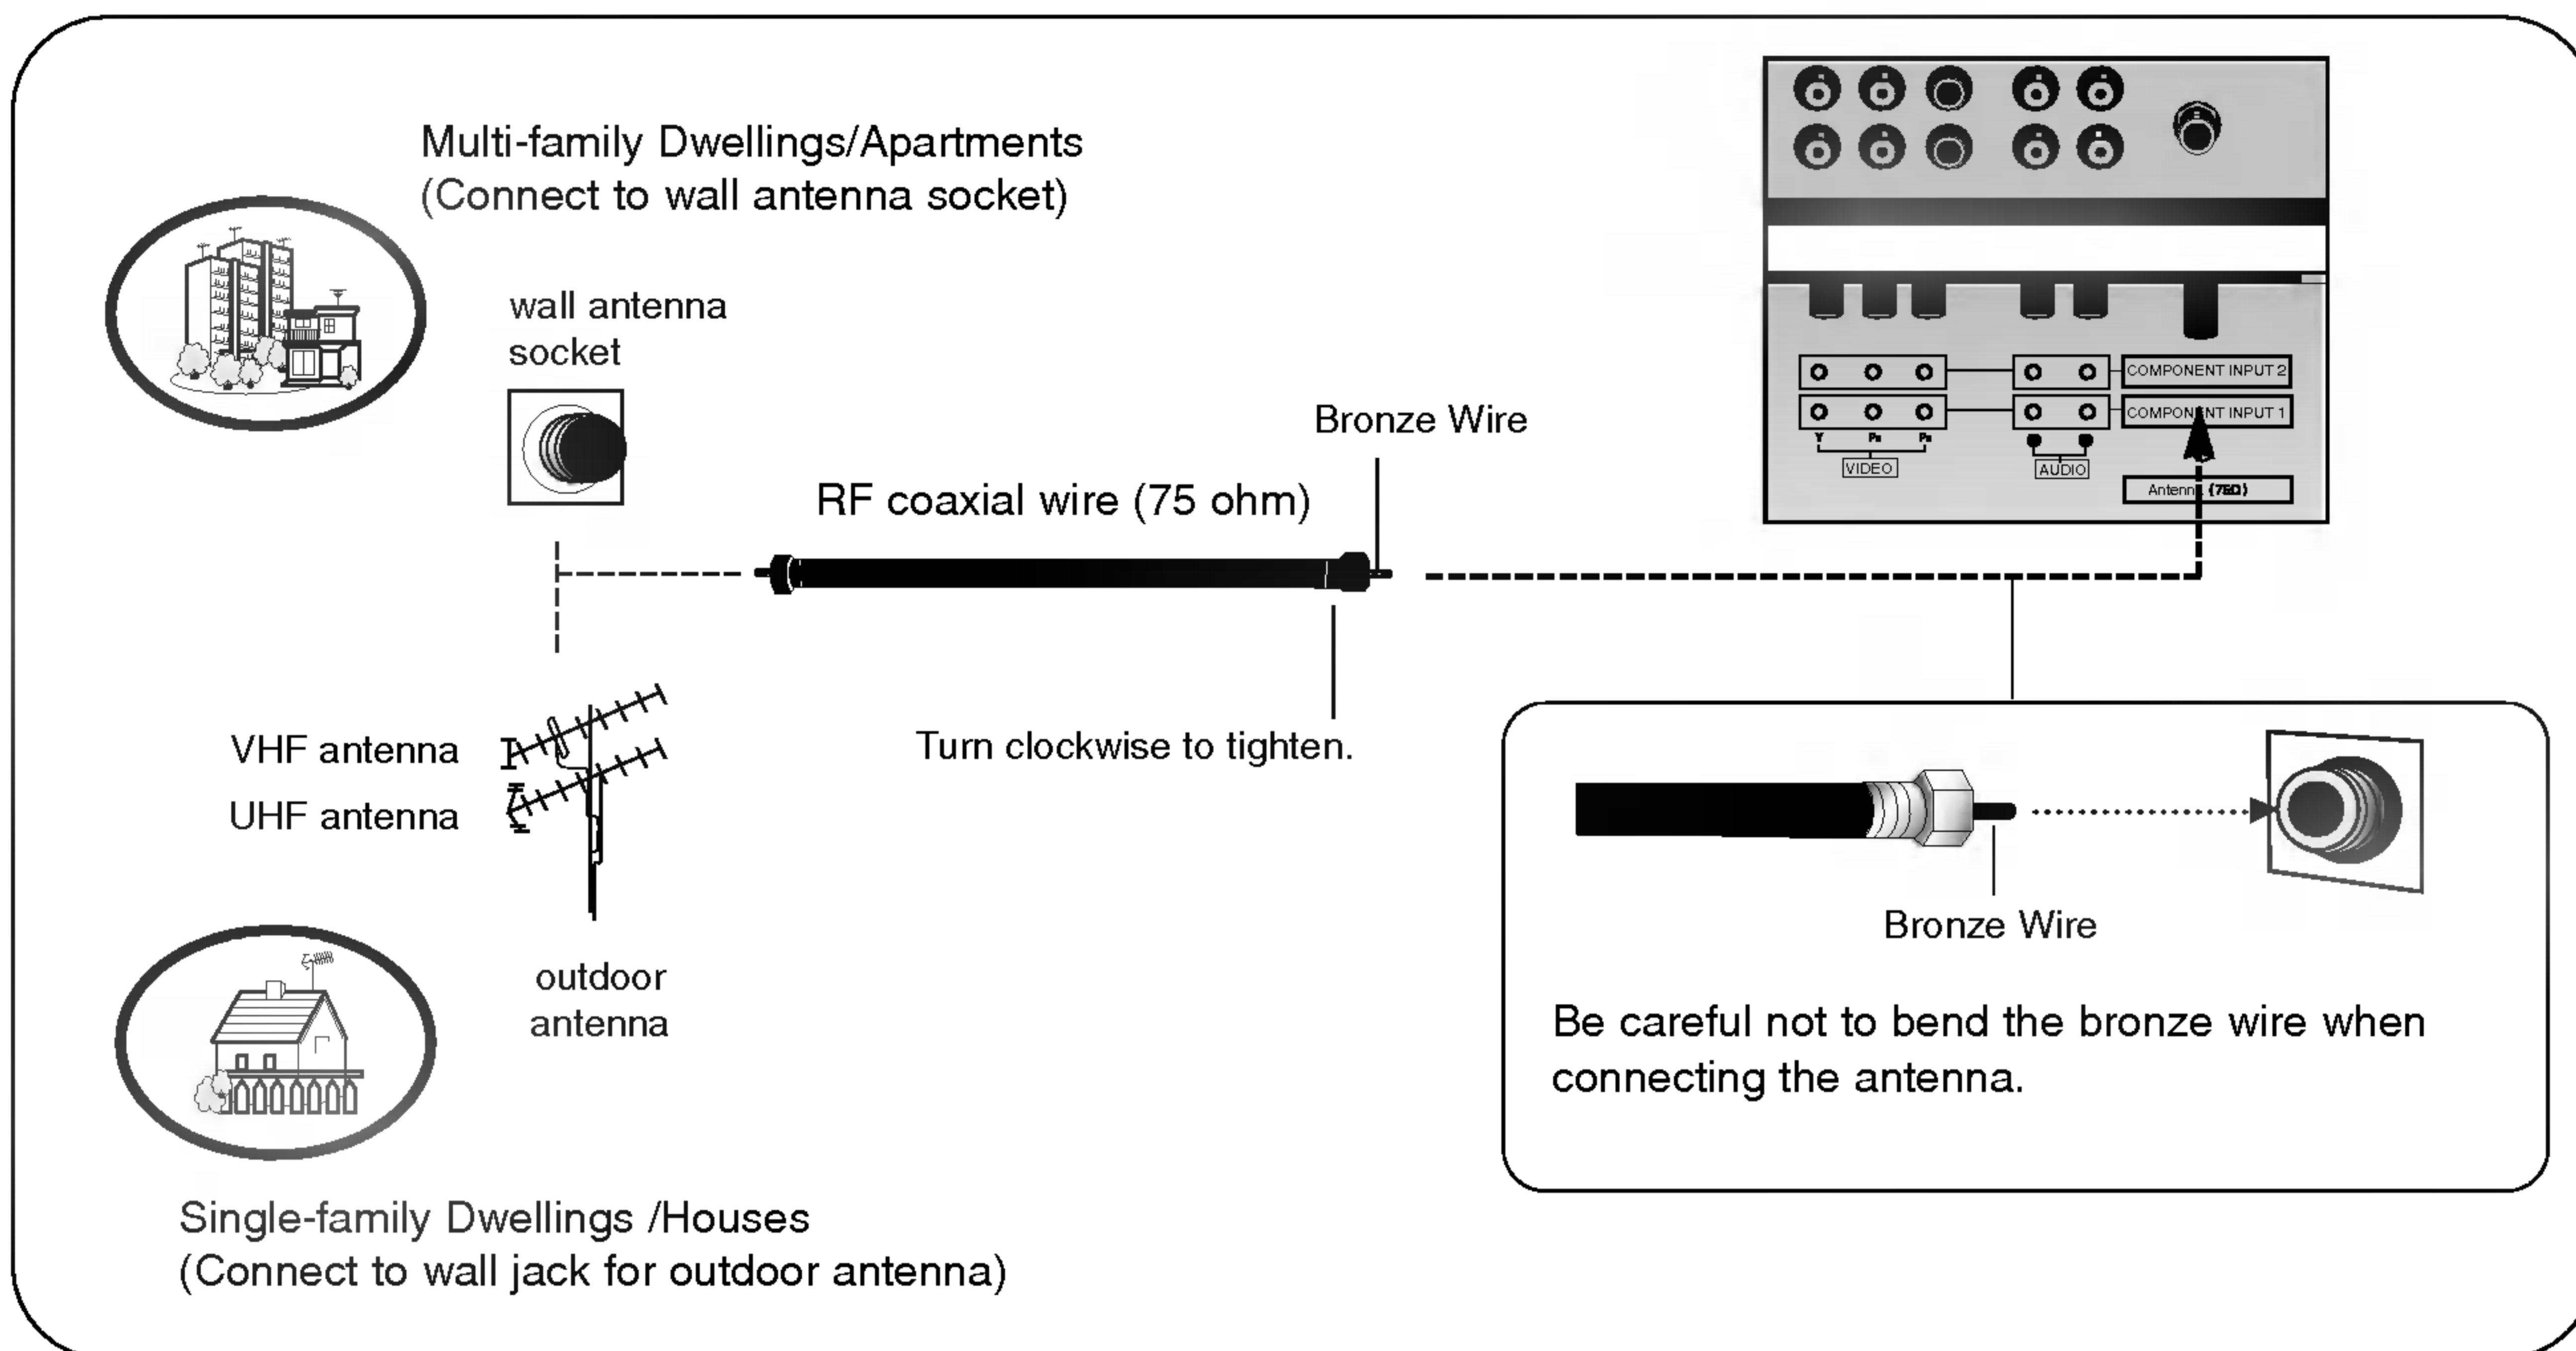 Multi-family Dwellings/Apartments
(Connect to wall antenna socket)
wall antenna
socket
Bronze Wire
RF coaxial wire (75 ohm)
Turn clockwise to tighten.
VHF antenna
UHF antenna
outdoor
antenna
Single-family Dwellings /Houses
(Connect to wall jack for outdoor antenna)
COMPONENT INPUT 2
COMPONENT INPUT 1
Y
VIDEO
AUDIO
Antenna (75Ω)
Bronze Wire
Be careful not to bend the bronze wire when
connecting the antenna.